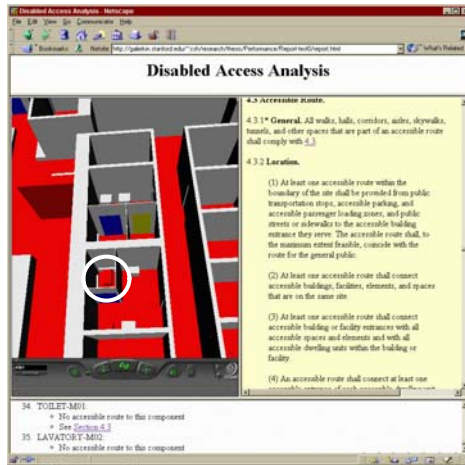 Disabled Access Analysis - Netscape
File Edit View Go Communicator Help
Bookmarks Netsite: What's Related
Disabled Access Analysis
4.3 Accessible Route.
4.3.1* General. All walks, halls, corridors, aisles, skywalks,
tunnels, and other spaces that are part of an accessible route
shall comply with 4.3
4.3.2 Location.
(1) At least one accessible route within the
boundary of the site shall be provided from public
transportation stops, accessible parking, and
accessible passenger loading zones, and public
streets or sidewalks to the accessible building
entrance they serve. The accessible route shall, to
the maximum extent feasible, coincide with the
route for the general public.
(2) At least one accessible route shall connect
accessible buildings, facilities, elements, and spaces
that are on the same site.
(3) At least one accessible route shall connect
accessible building or facility entrances with all
accessible spaces and elements and with all
accessible dwelling units within the building or
facility.
(4) An accessible route shall connect at least one
34. TOILET-M01:
No accessible route to this component
See Section 4.3
35. LAVATORY-M02:
No accessible route to this component